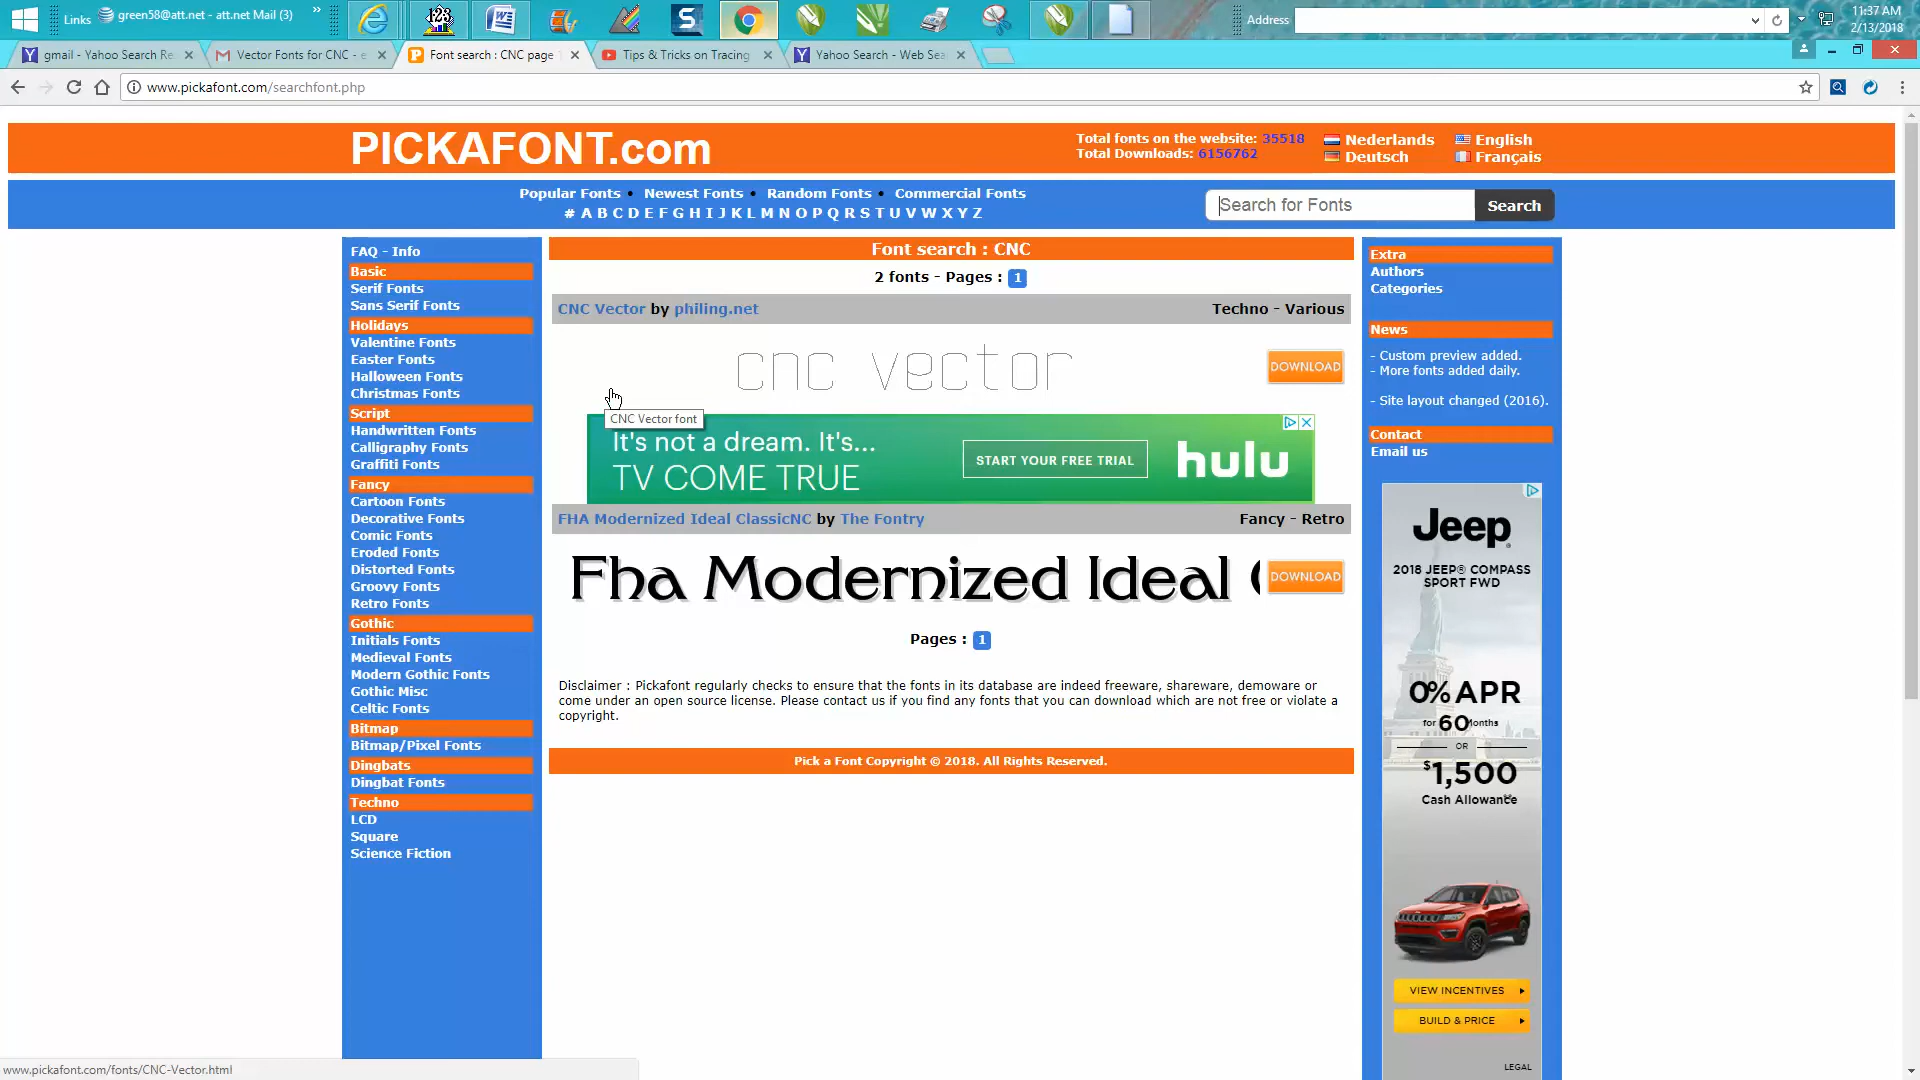 Links green58@att.net - att.net Mail (3) »
Address
11:37 AM
2/13/2018
gmail - Yahoo Search Re
Vector Fonts for CNC - e
Font search : CNC page
Tips & Tricks on Tracing
Yahoo Search - Web Sea
www.pickafont.com/searchfont.php
PICKAFONT.com
Total fonts on the website: 35518
Total Downloads: 6156762
Nederlands
English
Deutsch
Français
Popular Fonts • Newest Fonts • Random Fonts • Commercial Fonts
# A B C D E F G H I J K L M N O P Q R S T U V W X Y Z
Search for Fonts
Search
FAQ - Info
Basic
Serif Fonts
Sans Serif Fonts
Holidays
Valentine Fonts
Easter Fonts
Halloween Fonts
Christmas Fonts
Script
Handwritten Fonts
Calligraphy Fonts
Graffiti Fonts
Fancy
Cartoon Fonts
Decorative Fonts
Comic Fonts
Eroded Fonts
Distorted Fonts
Groovy Fonts
Retro Fonts
Gothic
Initials Fonts
Medieval Fonts
Modern Gothic Fonts
Gothic Misc
Celtic Fonts
Bitmap
Bitmap/Pixel Fonts
Dingbats
Dingbat Fonts
Techno
LCD
Square
Science Fiction
Font search : CNC
2 fonts - Pages : 1
CNC Vector by philing.net
Techno - Various
cnc vector
DOWNLOAD
CNC Vector font
It's not a dream. It's...
TV COME TRUE
START YOUR FREE TRIAL
hulu
FHA Modernized Ideal ClassicNC by The Fontry
Fancy - Retro
Fha Modernized Ideal C
DOWNLOAD
Pages : 1
Disclaimer : Pickafont regularly checks to ensure that the fonts in its database are indeed freeware, shareware, demoware or
come under an open source license. Please contact us if you find any fonts that you can download which are not free or violate a
copyright.
Pick a Font Copyright © 2018. All Rights Reserved.
Extra
Authors
Categories
News
- Custom preview added.
- More fonts added daily.
- Site layout changed (2016).
Contact
Email us
Jeep
2018 JEEP® COMPASS
SPORT FWD
0% APR
for 60 Months
OR
$1,500
Cash Allowance
VIEW INCENTIVES
BUILD & PRICE
LEGAL
www.pickafont.com/fonts/CNC-Vector.html